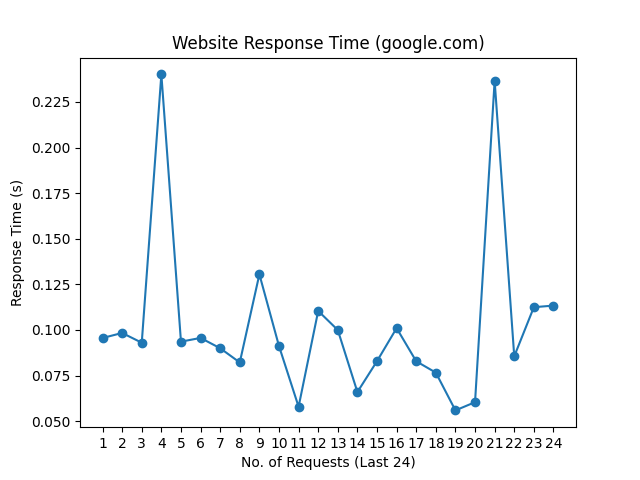 Website Response Time (google.com)
Response Time (s)
0.225
0.200
0.175
0.150
0.125
0.100
0.075
0.050
1 2 3 4 5 6 7 8 9 10 11 12 13 14 15 16 17 18 19 20 21 22 23 24
No. of Requests (Last 24)